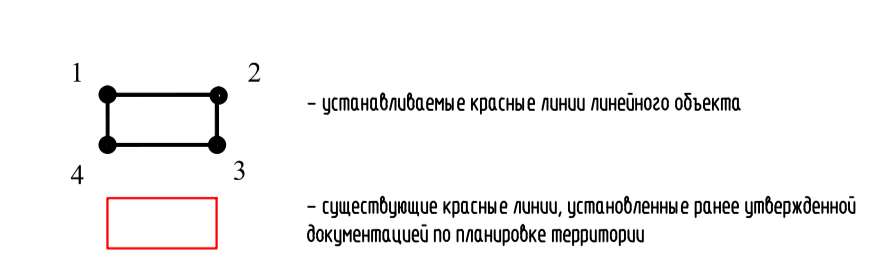 1 2
– устанавливаемые красные линии линейного объекта
4 3
– существующие красные линии, установленные ранее утвержденной
документацией по планировке территории